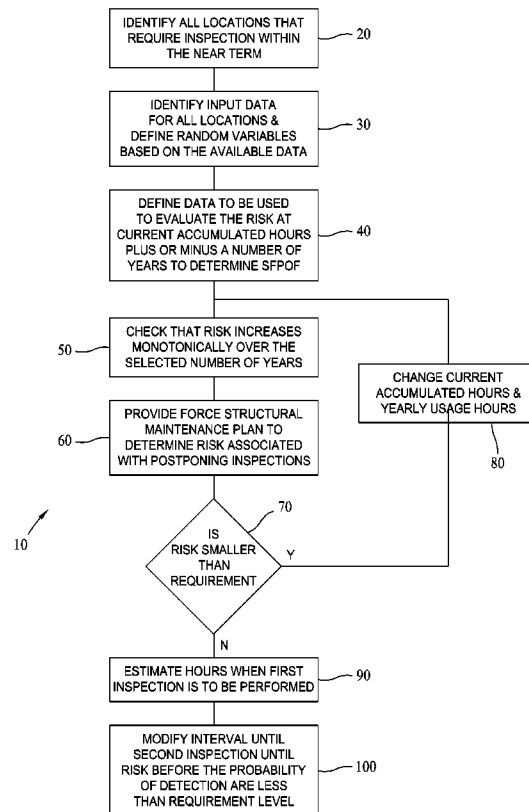 IDENTIFY ALL LOCATIONS THAT
REQUIRE INSPECTION WITHIN
THE NEAR TERM
20
IDENTIFY INPUT DATA
FOR ALL LOCATIONS &
DEFINE RANDOM VARIABLES
BASED ON THE AVAILABLE DATA
30
DEFINE DATA TO BE USED
TO EVALUATE THE RISK AT
CURRENT ACCUMULATED HOURS
PLUS OR MINUS A NUMBER OF
YEARS TO DETERMINE SFPOF
40
CHECK THAT RISK INCREASES
MONOTONICALLY OVER THE
SELECTED NUMBER OF YEARS
50
CHANGE CURRENT
ACCUMULATED HOURS &
YEARLY USAGE HOURS
80
PROVIDE FORCE STRUCTURAL
MAINTENANCE PLAN TO
DETERMINE RISK ASSOCIATED
WITH POSTPONING INSPECTIONS
60
10
70
IS
RISK SMALLER
THAN
REQUIREMENT
Y
N
ESTIMATE HOURS WHEN FIRST
INSPECTION IS TO BE PERFORMED
90
MODIFY INTERVAL UNTIL
SECOND INSPECTION UNTIL
RISK BEFORE THE PROBABILITY
OF DETECTION ARE LESS
THAN REQUIREMENT LEVEL
100